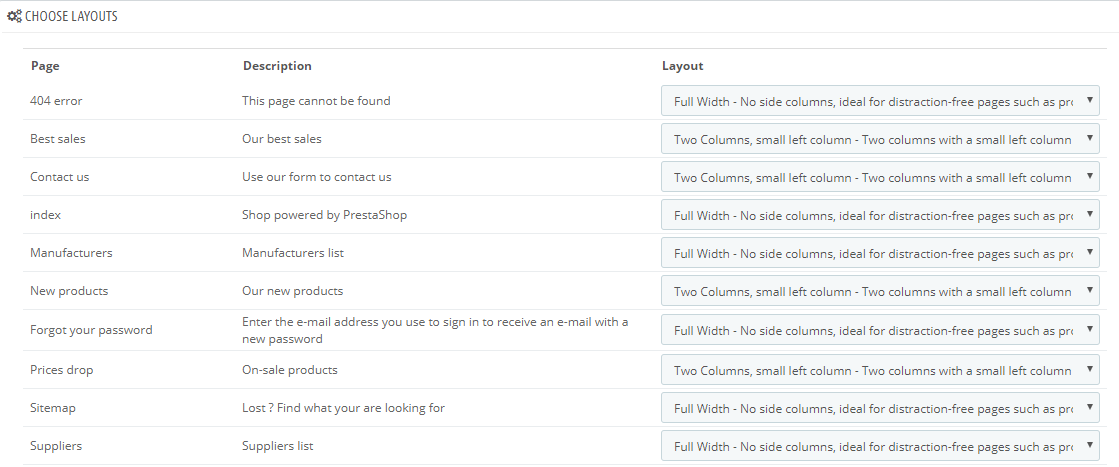 CHOOSE LAYOUTS
Page Description Layout
404 error This page cannot be found Full Width - No side columns, ideal for distraction-free pages such as pro
Best sales Our best sales Two Columns, small left column - Two columns with a small left column
Contact us Use our form to contact us Two Columns, small left column - Two columns with a small left column
index Shop powered by PrestaShop Full Width - No side columns, ideal for distraction-free pages such as pro
Manufacturers Manufacturers list Full Width - No side columns, ideal for distraction-free pages such as pro
New products Our new products Two Columns, small left column - Two columns with a small left column
Forgot your password Enter the e-mail address you use to sign in to receive an e-mail with a
new password Full Width - No side columns, ideal for distraction-free pages such as pro
Prices drop On-sale products Two Columns, small left column - Two columns with a small left column
Sitemap Lost ? Find what your are looking for Full Width - No side columns, ideal for distraction-free pages such as pro
Suppliers Suppliers list Full Width - No side columns, ideal for distraction-free pages such as pro